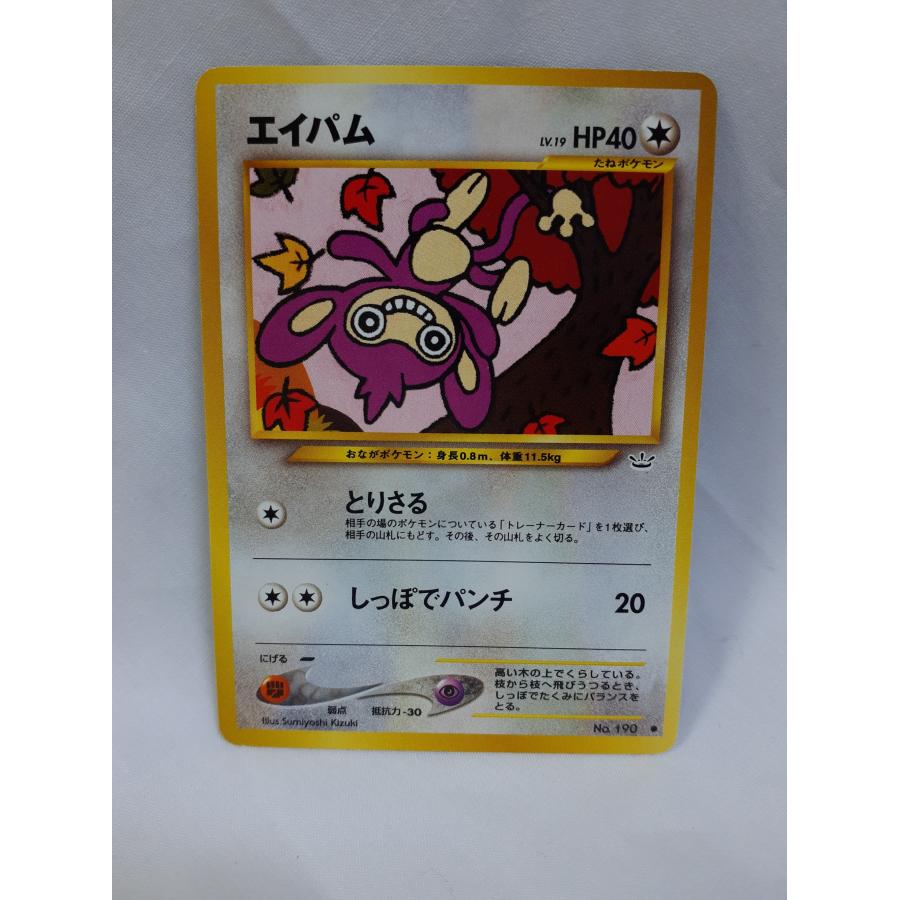 エイパム
LV.19 HP40
たねポケモン
おながポケモン：身長0.8m、体重11.5kg
とりさる
相手の場のポケモンについている「トレーナーカード」を1枚選び、
相手の山札にもどす。その後、その山札をよく切る。
しっぽでパンチ 20
にげる
弱点 抵抗力-30
Illus. Sumiyoshi Kizuki
高い木の上でくらしている。
枝から枝へ飛びうつるとき、
しっぽでたくみにバランスを
とる。
No. 190